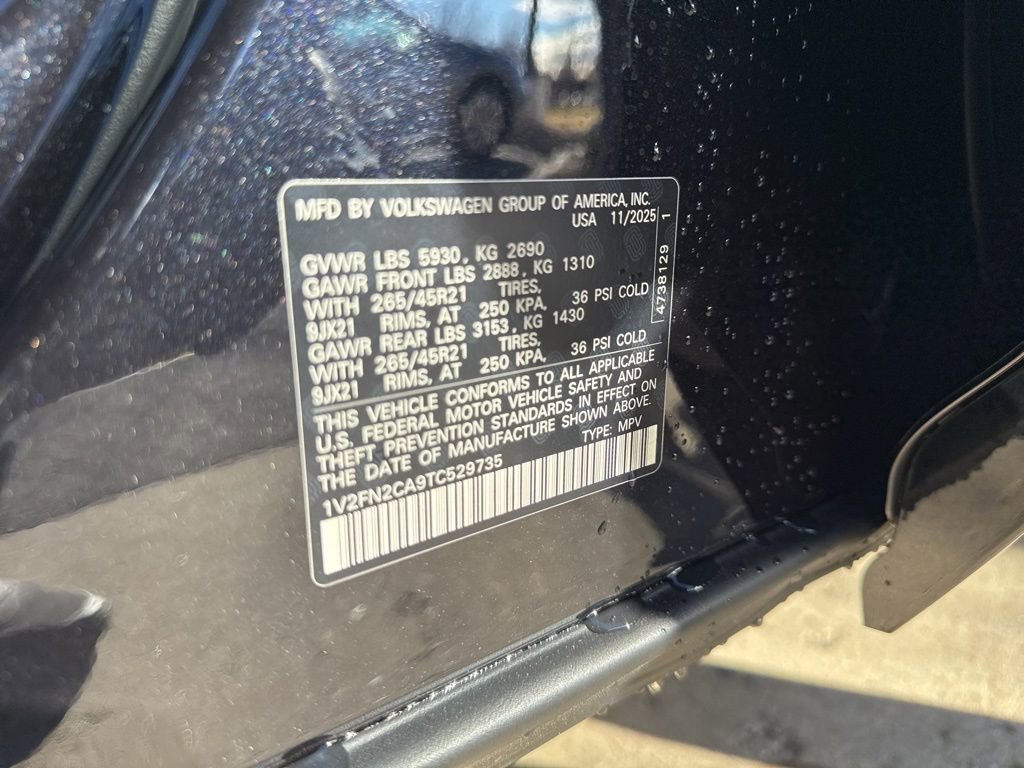 MFD BY VOLKSWAGEN GROUP OF AMERICA, INC.
USA 11/2025
GVWR LBS 5930, KG 2690
GAWR FRONT LBS 2888, KG 1310
WITH 265/45R21 TIRES,
9JX21 RIMS, AT 250 KPA, 36 PSI COLD
GAWR REAR LBS 3153, KG 1430
WITH 265/45R21 TIRES,
9JX21 RIMS, AT 250 KPA, 36 PSI COLD
THIS VEHICLE CONFORMS TO ALL APPLICABLE
U.S. FEDERAL MOTOR VEHICLE SAFETY AND
THEFT PREVENTION STANDARDS IN EFFECT ON
THE DATE OF MANUFACTURE SHOWN ABOVE.
TYPE: MPV
1V2FN2CA9TC529735
4738129 1